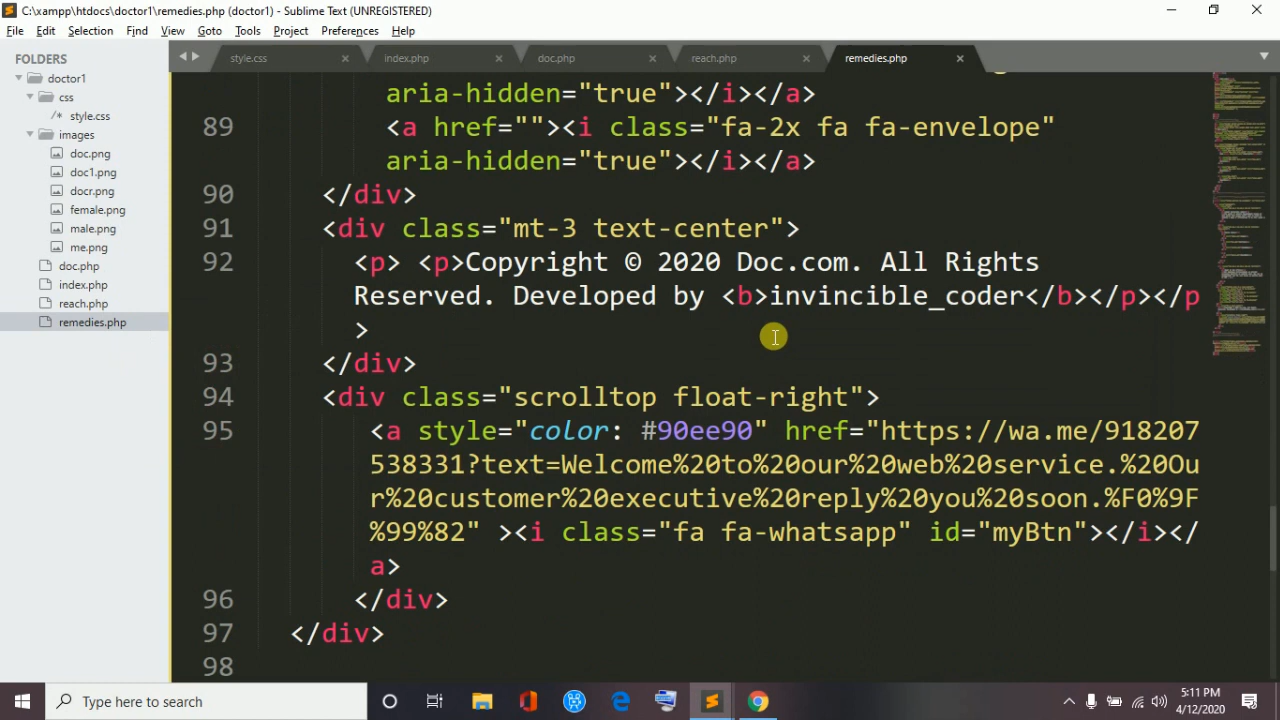 C:\xampp\htdocs\doctor1\remedies.php (doctor1) - Sublime Text (UNREGISTERED)
File Edit Selection Find View Goto Tools Project Preferences Help
FOLDERS
doctor1
css
/* style.css
images
doc.png
doc1.png
docr.png
female.png
male.png
me.png
doc.php
index.php
reach.php
remedies.php
style.css × index.php × doc.php × reach.php × remedies.php ×
aria-hidden="true"></i></a>
89 <a href=""><i class="fa-2x fa fa-envelope"
aria-hidden="true"></i></a>
90 </div>
91 <div class="mt-3 text-center">
92 <p> <p>Copyright © 2020 Doc.com. All Rights
Reserved. Developed by <b>invincible_coder</b></p></p
>
93 </div>
94 <div class="scrolltop float-right">
95 <a style="color: #90ee90" href="https://wa.me/918207
538331?text=Welcome%20to%20our%20web%20service.%20Ou
r%20customer%20executive%20reply%20you%20soon.%F0%9F
%99%82" ><i class="fa fa-whatsapp" id="myBtn"></i></
a>
96 </div>
97 </div>
98
Type here to search
5:11 PM
4/12/2020